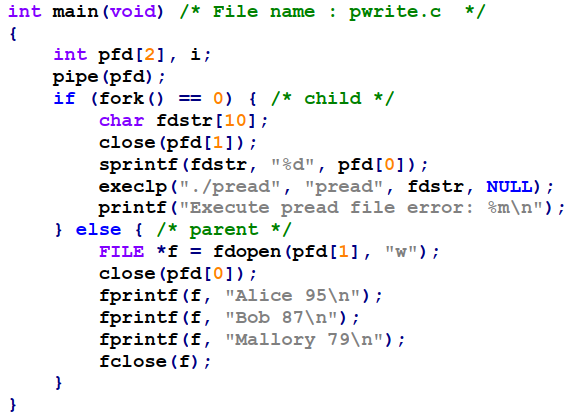 int main(void) /* File name : pwrite.c  */
{
    int pfd[2], i;
    pipe(pfd);
    if (fork() == 0) { /* child */
        char fdstr[10];
        close(pfd[1]);
        sprintf(fdstr, "%d", pfd[0]);
        execlp("./pread", "pread", fdstr, NULL);
        printf("Execute pread file error: %m\n");
    } else { /* parent */
        FILE *f = fdopen(pfd[1], "w");
        close(pfd[0]);
        fprintf(f, "Alice 95\n");
        fprintf(f, "Bob 87\n");
        fprintf(f, "Mallory 79\n");
        fclose(f);
    }
}